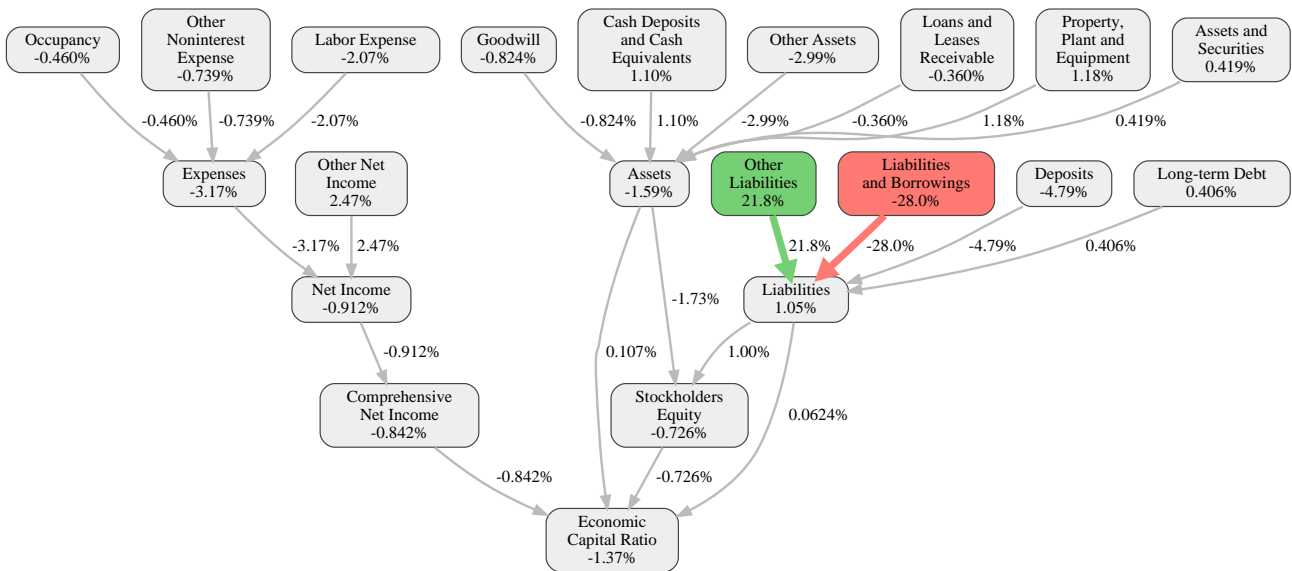 Occupancy
-0.460%
Other
Noninterest
Expense
-0.739%
Labor Expense
-2.07%
Goodwill
-0.824%
Cash Deposits
and Cash
Equivalents
1.10%
Other Assets
-2.99%
Loans and
Leases
Receivable
-0.360%
Property,
Plant and
Equipment
1.18%
Assets and
Securities
0.419%
-0.460%
-0.739%
-2.07%
-0.824%
1.10%
-2.99%
-0.360%
1.18%
0.419%
Expenses
-3.17%
Other Net
Income
2.47%
Assets
-1.59%
Other
Liabilities
21.8%
Liabilities
and Borrowings
-28.0%
Deposits
-4.79%
Long-term Debt
0.406%
-3.17%
2.47%
21.8%
-28.0%
-4.79%
0.406%
Net Income
-0.912%
-1.73%
Liabilities
1.05%
-0.912%
0.107%
1.00%
Comprehensive
Net Income
-0.842%
Stockholders
Equity
-0.726%
0.0624%
-0.842%
-0.726%
Economic
Capital Ratio
-1.37%